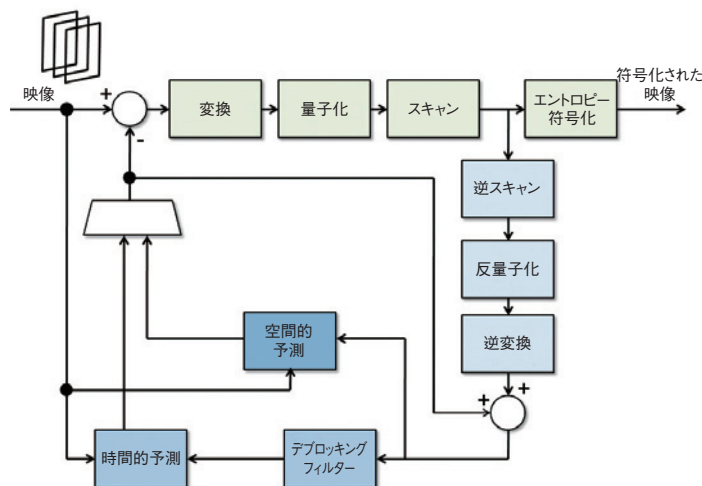 映像
+
-
変換
量子化
スキャン
エントロピー
符号化
符号化された
映像
逆スキャン
反量子化
逆変換
+
+
空間的
予測
時間的予測
デブロッキング
フィルター